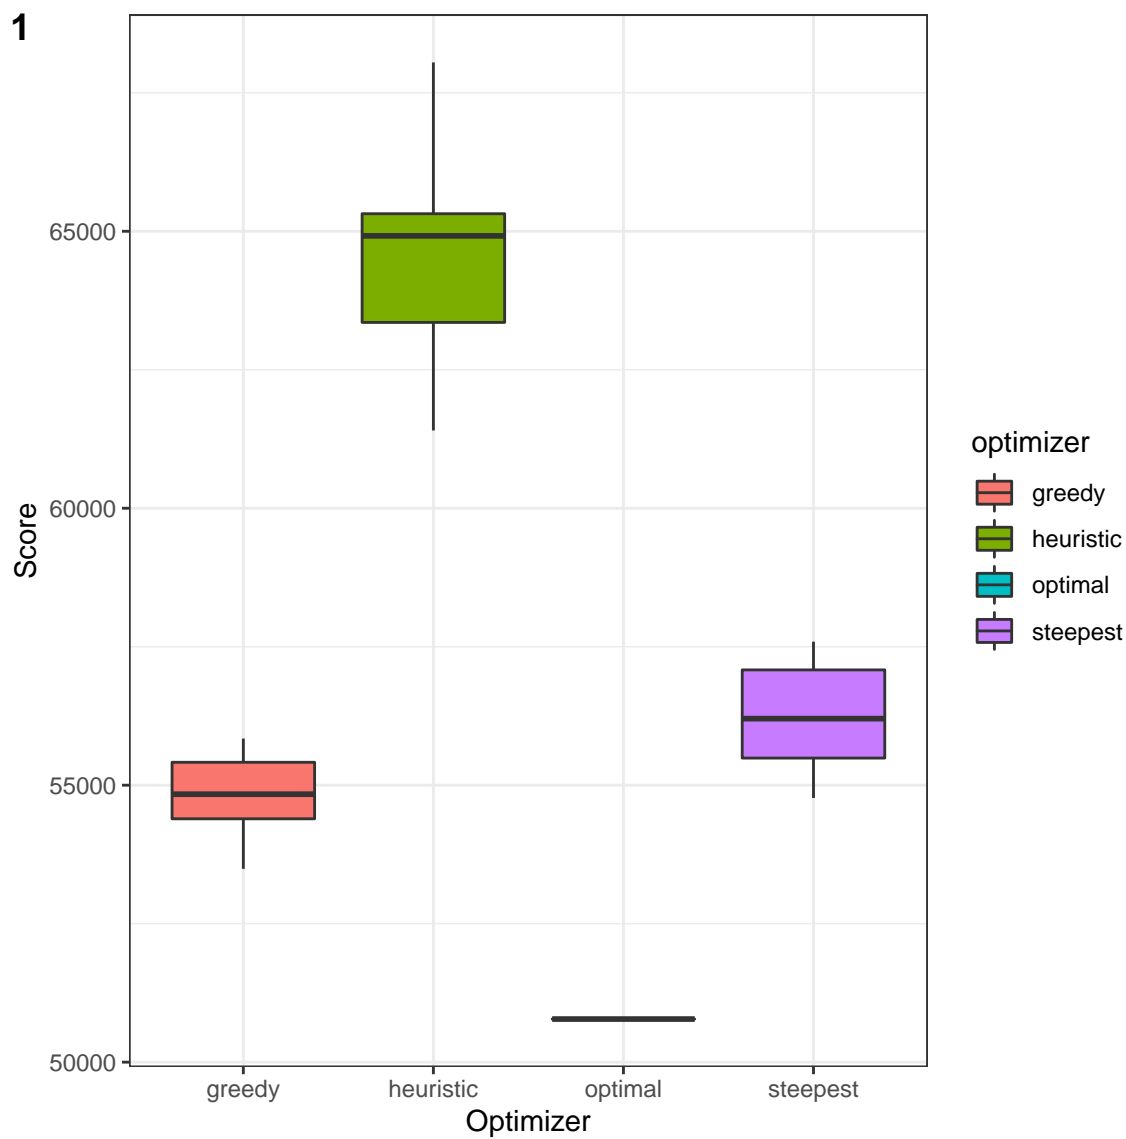 1
Score
65000
60000
55000
50000
greedy
heuristic
optimal
steepest
Optimizer
optimizer
greedy
heuristic
optimal
steepest